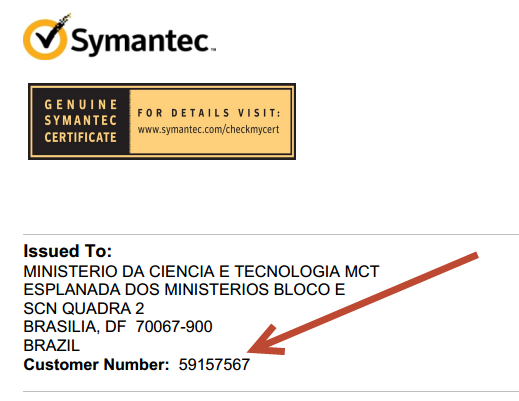 Symantec™
GENUINE
SYMANTEC
CERTIFICATE
FOR DETAILS VISIT:
www.symantec.com/checkmycert
Issued To:
MINISTERIO DA CIENCIA E TECNOLOGIA MCT
ESPLANADA DOS MINISTERIOS BLOCO E
SCN QUADRA 2
BRASILIA, DF 70067-900
BRAZIL
Customer Number: 59157567